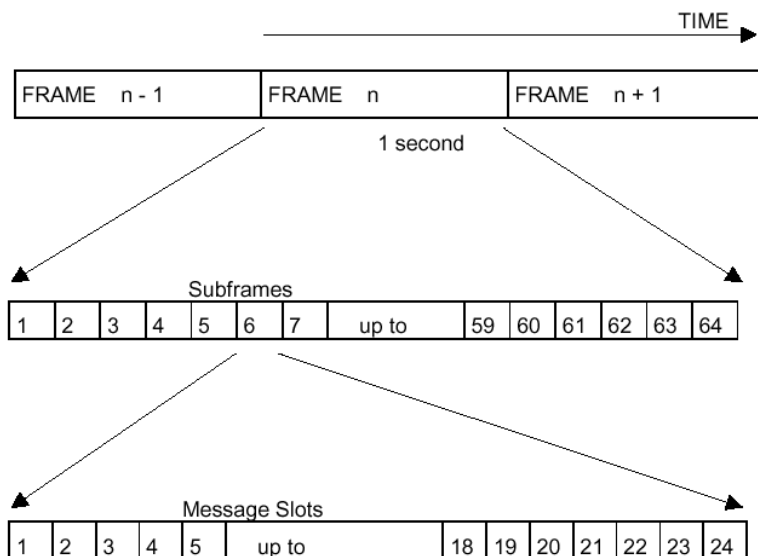 TIME
FRAME n - 1 FRAME n FRAME n + 1
1 second
Subframes
1 2 3 4 5 6 7 up to 59 60 61 62 63 64
Message Slots
1 2 3 4 5 up to 18 19 20 21 22 23 24